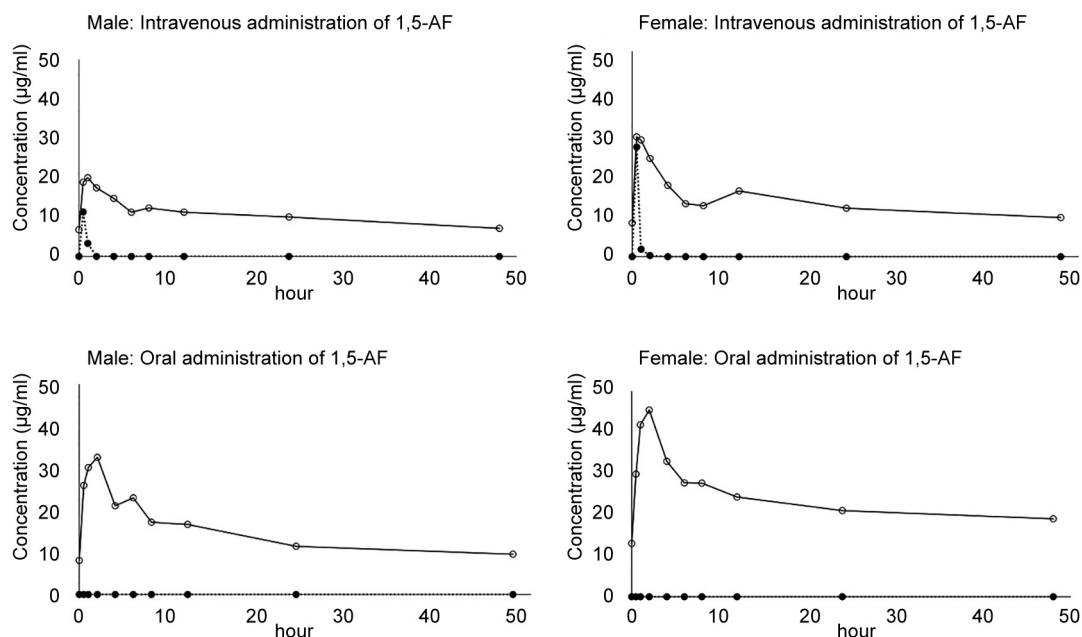 Male: Intravenous administration of 1,5-AF
Concentration (µg/ml)
50
40
30
20
10
0
0 10 20 30 40 50
hour
Female: Intravenous administration of 1,5-AF
Concentration (µg/ml)
50
40
30
20
10
0
0 10 20 30 40 50
hour
Male: Oral administration of 1,5-AF
Concentration (µg/ml)
50
40
30
20
10
0
0 10 20 30 40 50
hour
Female: Oral administration of 1,5-AF
Concentration (µg/ml)
50
40
30
20
10
0
0 10 20 30 40 50
hour